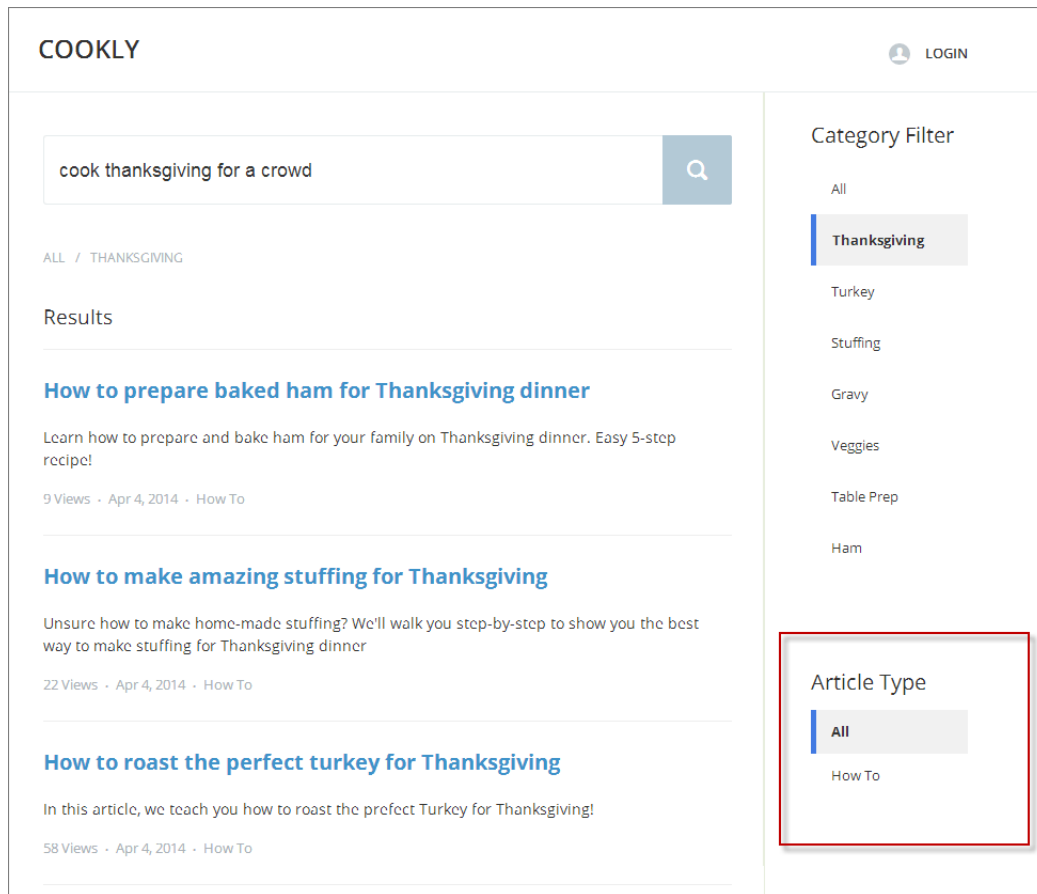 COOKLY
LOGIN
cook thanksgiving for a crowd
ALL / THANKSGIVING
Results
How to prepare baked ham for Thanksgiving dinner
Learn how to prepare and bake ham for your family on Thanksgiving dinner. Easy 5-step
recipe!
9 Views - Apr 4, 2014 - How To
How to make amazing stuffing for Thanksgiving
Unsure how to make home-made stuffing? We'll walk you step-by-step to show you the best
way to make stuffing for Thanksgiving dinner
22 Views - Apr 4, 2014 - How To
How to roast the perfect turkey for Thanksgiving
In this article, we teach you how to roast the prefect Turkey for Thanksgiving!
58 Views - Apr 4, 2014 - How To
Category Filter
All
Thanksgiving
Turkey
Stuffing
Gravy
Veggies
Table Prep
Ham
Article Type
All
How To